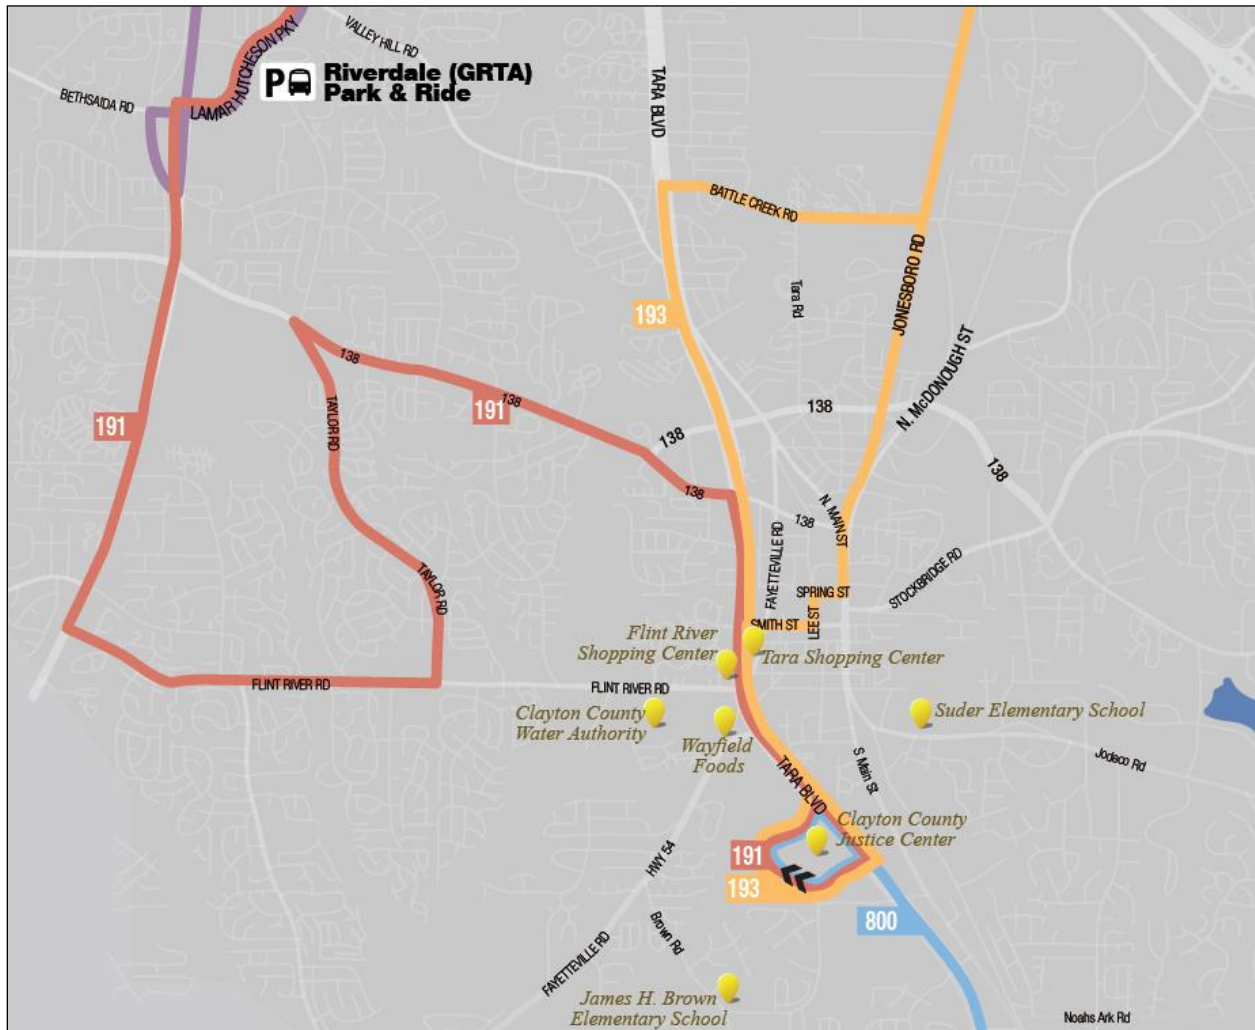 VALLEY HILL RD
LAMAR HUTCHESON PKY
P Riverdale (GRTA)
Park & Ride
BETHSAIDA RD
TARA BLVD
BATTLE CREEK RD
JONESBORO RD
Tara Rd
193
138
191
138
TAYLOR RD
191
138
138
N. McDONOUGH ST
138
138
138
N. MAIN ST
FAYETTEVILLE RD
STOCKBRIDGE RD
TAYLOR RD
SPRING ST
LEE ST
SMITH ST
Flint River
Shopping Center
Tara Shopping Center
FLINT RIVER RD
FLINT RIVER RD
Clayton County
Water Authority
Wayfield
Foods
Suder Elementary School
S Main St
Jodeco Rd
TARA BLVD
Clayton County
Justice Center
191
193
HWY 54
800
Brown Rd
FAYETTEVILLE RD
James H. Brown
Elementary School
Noahs Ark Rd